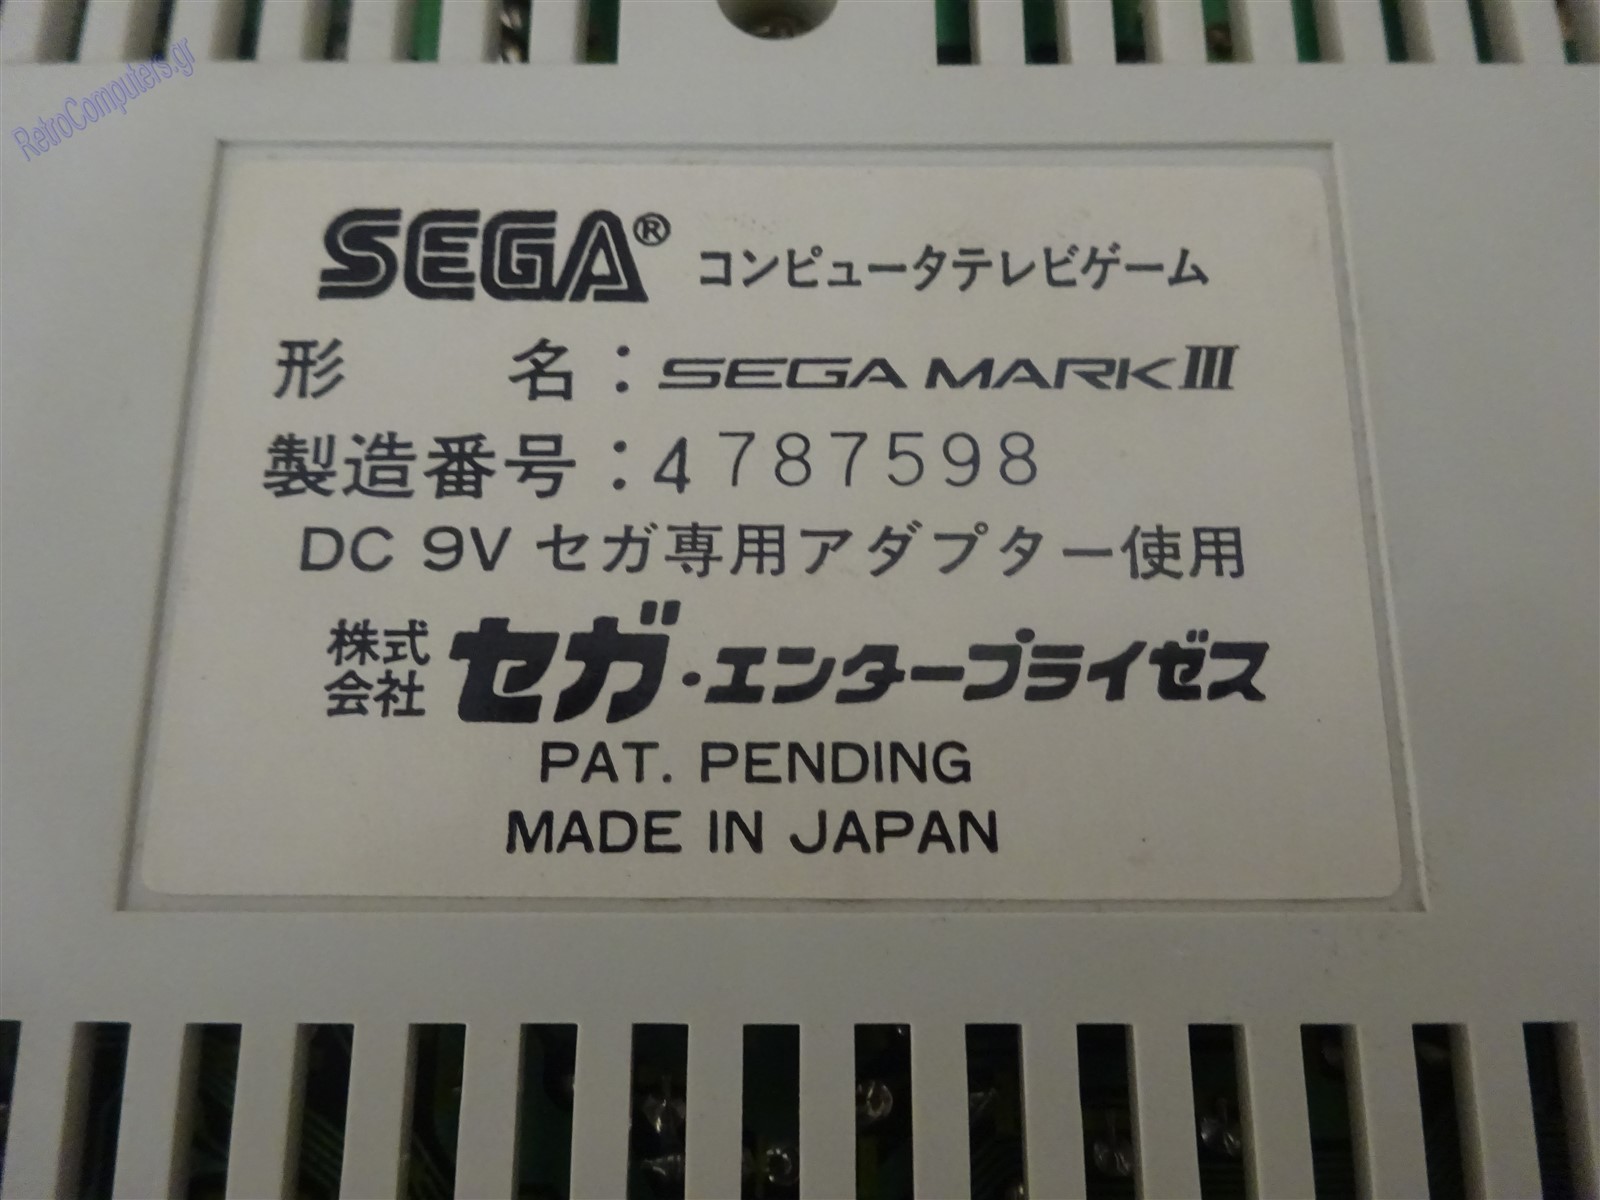 RetroComputers.gr
SEGA® コンピュータテレビゲーム
形 名：SEGA MARK III
製造番号：4787598
DC 9V セガ専用アダプター使用
株式会社 セガ・エンタープライゼス
PAT. PENDING
MADE IN JAPAN